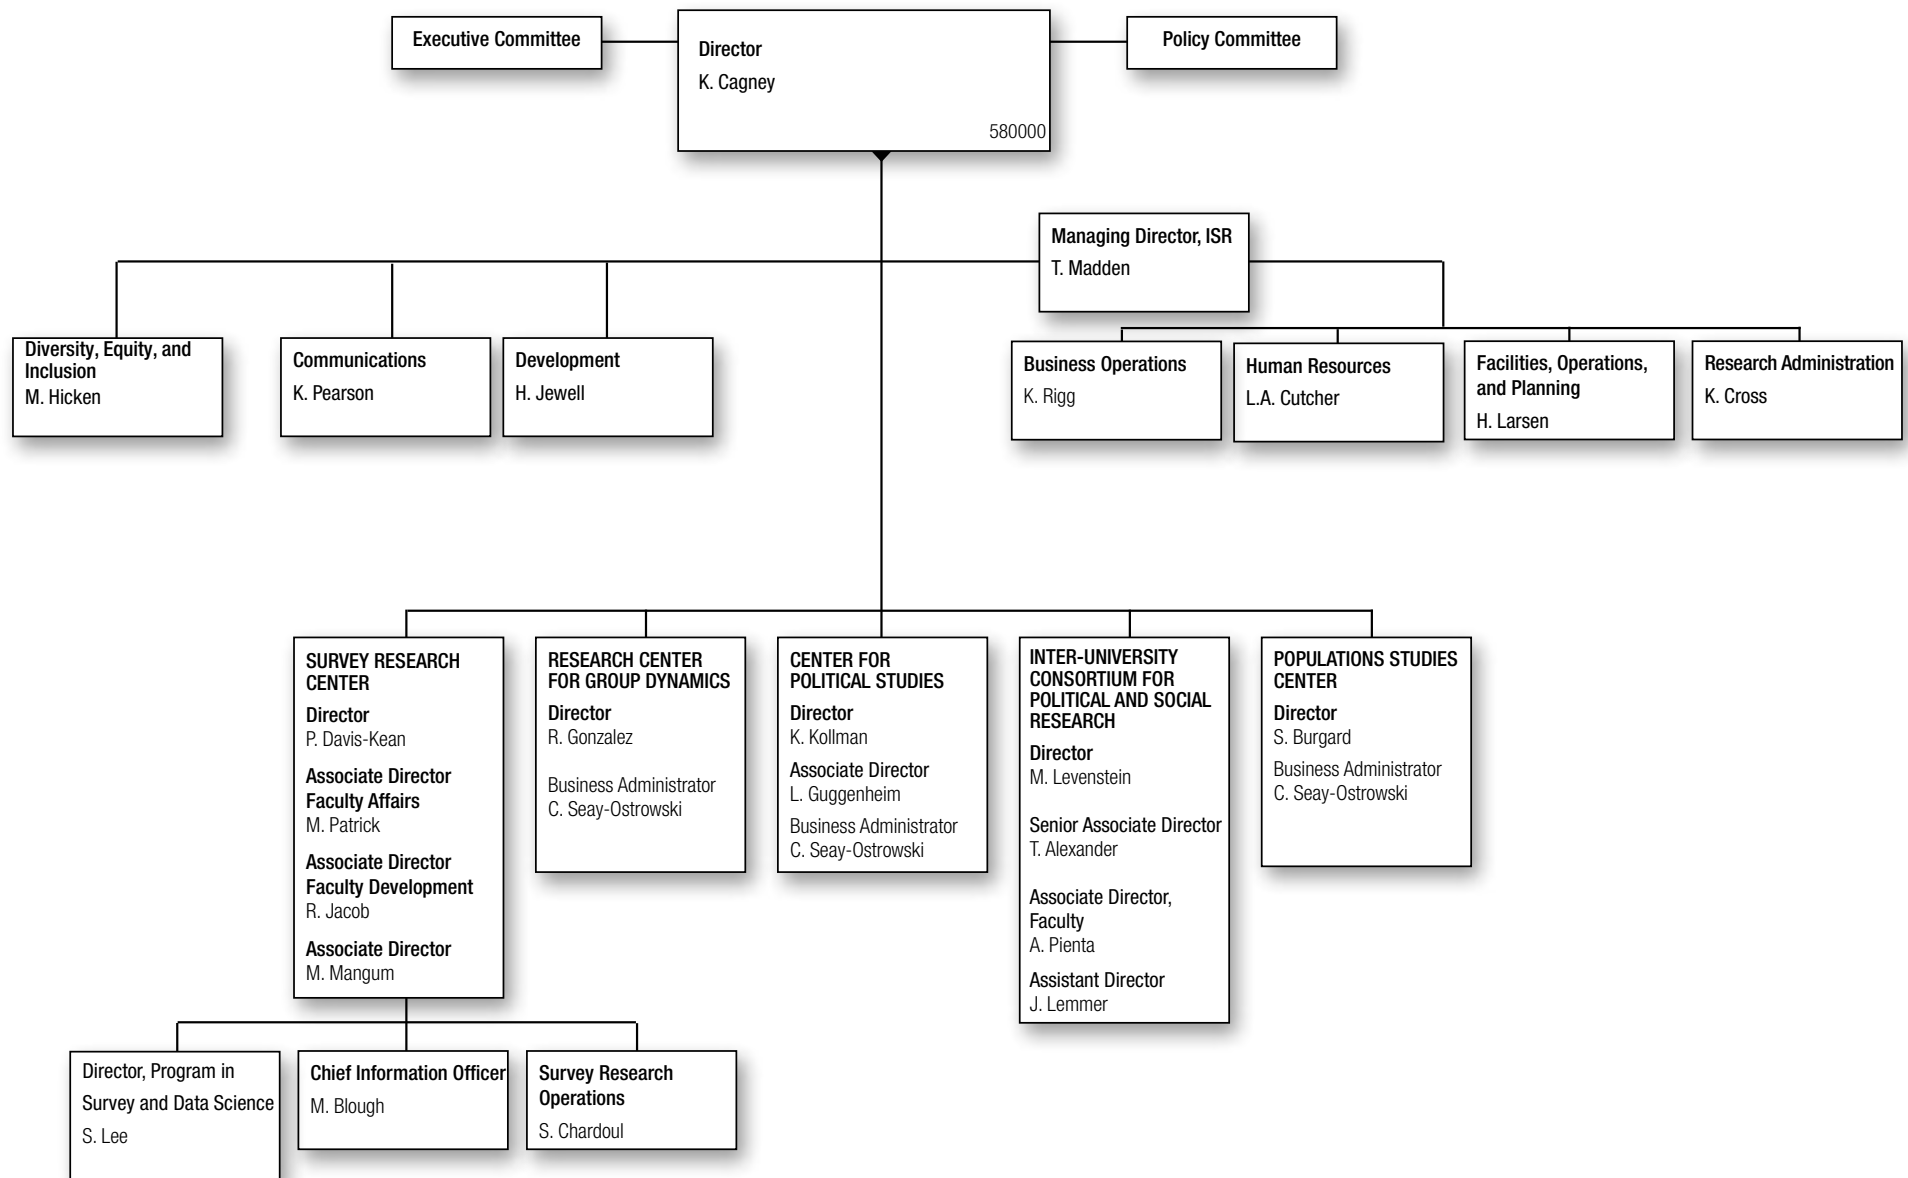 Executive Committee
Director
K. Cagney
580000
Policy Committee
Managing Director, ISR
T. Madden
Diversity, Equity, and
Inclusion
M. Hicken
Communications
K. Pearson
Development
H. Jewell
Business Operations
K. Rigg
Human Resources
L.A. Cutcher
Facilities, Operations,
and Planning
H. Larsen
Research Administration
K. Cross
SURVEY RESEARCH
CENTER
Director
P. Davis-Kean
Associate Director
Faculty Affairs
M. Patrick
Associate Director
Faculty Development
R. Jacob
Associate Director
M. Mangum
RESEARCH CENTER
FOR GROUP DYNAMICS
Director
R. Gonzalez
Business Administrator
C. Seay-Ostrowski
CENTER FOR
POLITICAL STUDIES
Director
K. Kollman
Associate Director
L. Guggenheim
Business Administrator
C. Seay-Ostrowski
INTER-UNIVERSITY
CONSORTIUM FOR
POLITICAL AND SOCIAL
RESEARCH
Director
M. Levenstein
Senior Associate Director
T. Alexander
Associate Director,
Faculty
A. Pienta
Assistant Director
J. Lemmer
POPULATIONS STUDIES
CENTER
Director
S. Burgard
Business Administrator
C. Seay-Ostrowski
Director, Program in
Survey and Data Science
S. Lee
Chief Information Officer
M. Blough
Survey Research
Operations
S. Chardoul